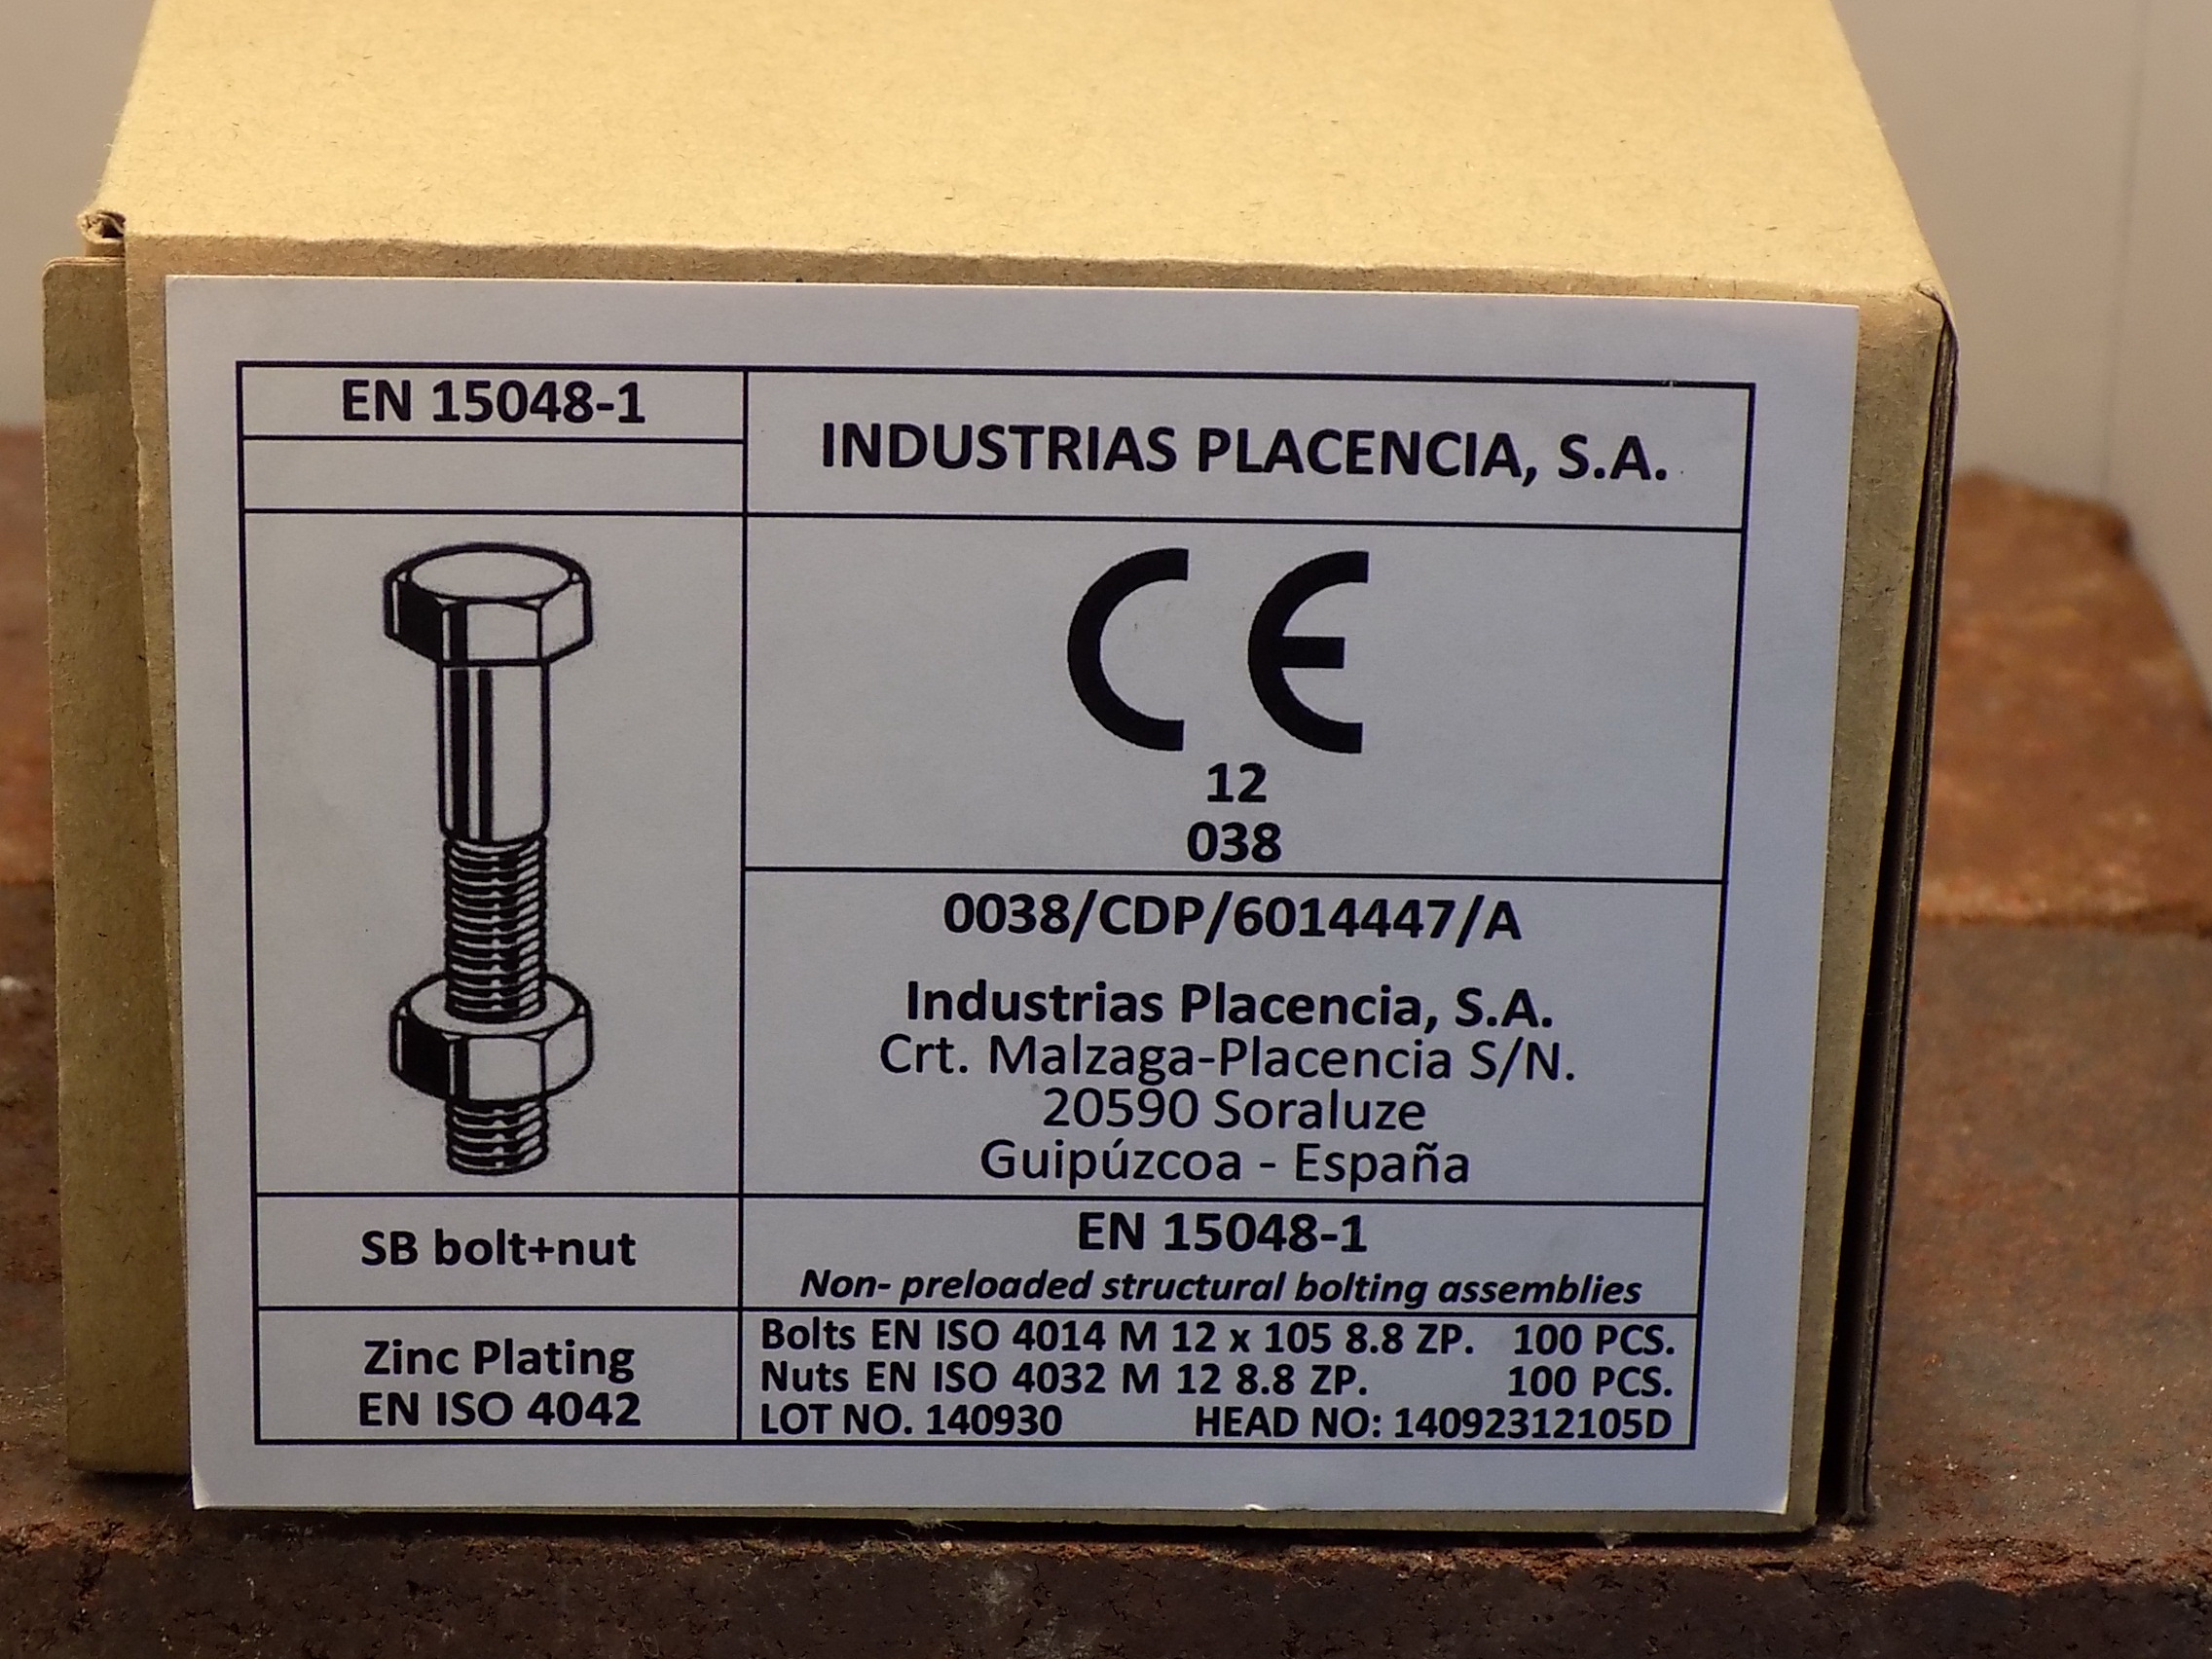 EN 15048-1
INDUSTRIAS PLACENCIA, S.A.
CE
12
038
0038/CDP/6014447/A
Industrias Placencia, S.A.
Crt. Malzaga-Placencia S/N.
20590 Soraluze
Guipúzcoa - España
SB bolt+nut
EN 15048-1
Non- preloaded structural bolting assemblies
Zinc Plating
EN ISO 4042
Bolts EN ISO 4014 M 12 x 105 8.8 ZP. 100 PCS.
Nuts EN ISO 4032 M 12 8.8 ZP. 100 PCS.
LOT NO. 140930 HEAD NO: 14092312105D